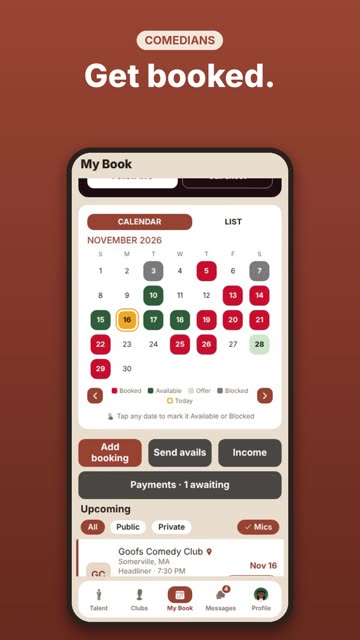 COMEDIANS
Get booked.
My Book
CALENDAR LIST
NOVEMBER 2026
S M T W T F S
1 2 3 4 5 6 7
8 9 10 11 12 13 14
15 16 17 18 19 20 21
22 23 24 25 26 27 28
29 30
Booked Available Offer Blocked
Today
Tap any date to mark it Available or Blocked
Add booking
Send avails
Income
Payments · 1 awaiting
Upcoming
All Public Private ✓ Mics
Goofs Comedy Club
Somerville, MA
Headliner · 7:30 PM
Nov 16
GC
Talent Clubs My Book Messages Profile
4